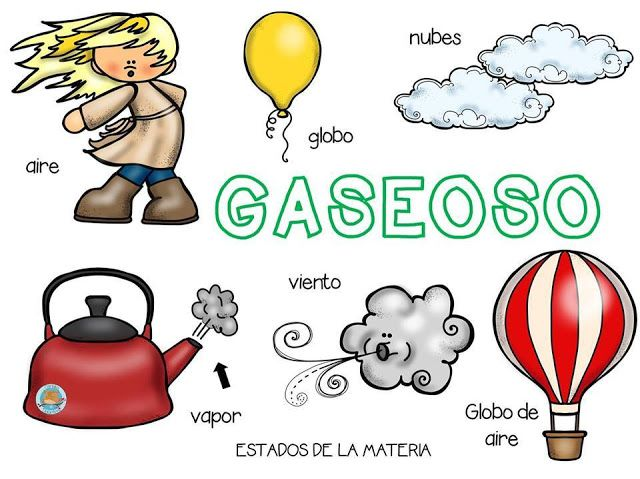 nubes
globo
aire
GASEOSO
viento
vapor
Globo de
aire
ESTADOS DE LA MATERIA